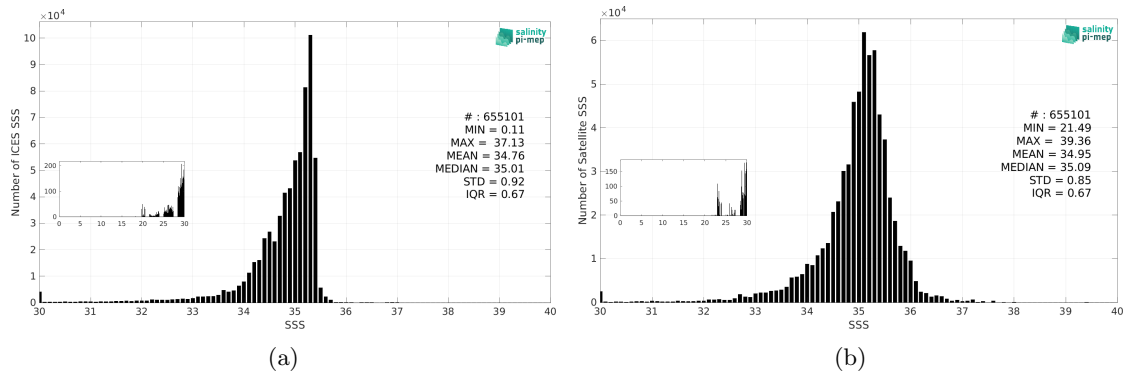 ×10⁴
10
9
8
7
6
5
4
3
2
1
0
Number of ICES SSS
salinity
pi-mep
# : 655101
MIN = 0.11
MAX = 37.13
MEAN = 34.76
MEDIAN = 35.01
STD = 0.92
IQR = 0.67
200
100
0
0 5 10 15 20 25 30
30 31 32 33 34 35 36 37 38 39 40
SSS
(a)
×10⁴
6
5
4
3
2
1
0
Number of Satellite SSS
salinity
pi-mep
# : 655101
MIN = 21.49
MAX = 39.36
MEAN = 34.95
MEDIAN = 35.09
STD = 0.85
IQR = 0.67
150
100
50
0
0 5 10 15 20 25 30
30 31 32 33 34 35 36 37 38 39 40
SSS
(b)